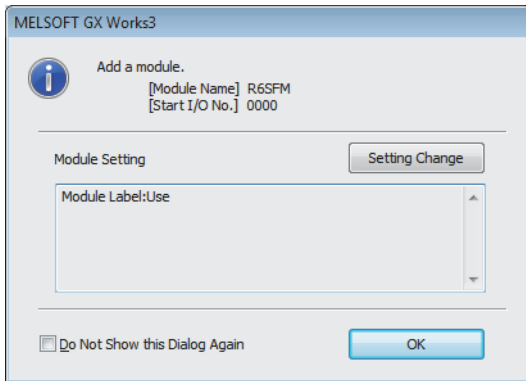 MELSOFT GX Works3
Add a module.
[Module Name] R6SFM
[Start I/O No.] 0000
Module Setting
Setting Change
Module Label:Use
Do Not Show this Dialog Again
OK